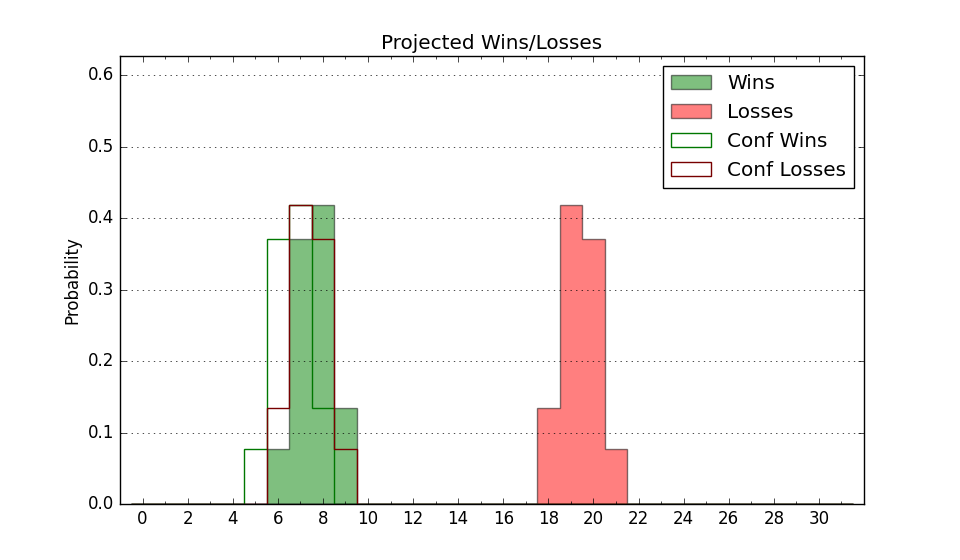 Projected Wins/Losses
Wins
Losses
Conf Wins
Conf Losses
Probability
0.6
0.5
0.4
0.3
0.2
0.1
0.0
0 2 4 6 8 10 12 14 16 18 20 22 24 26 28 30